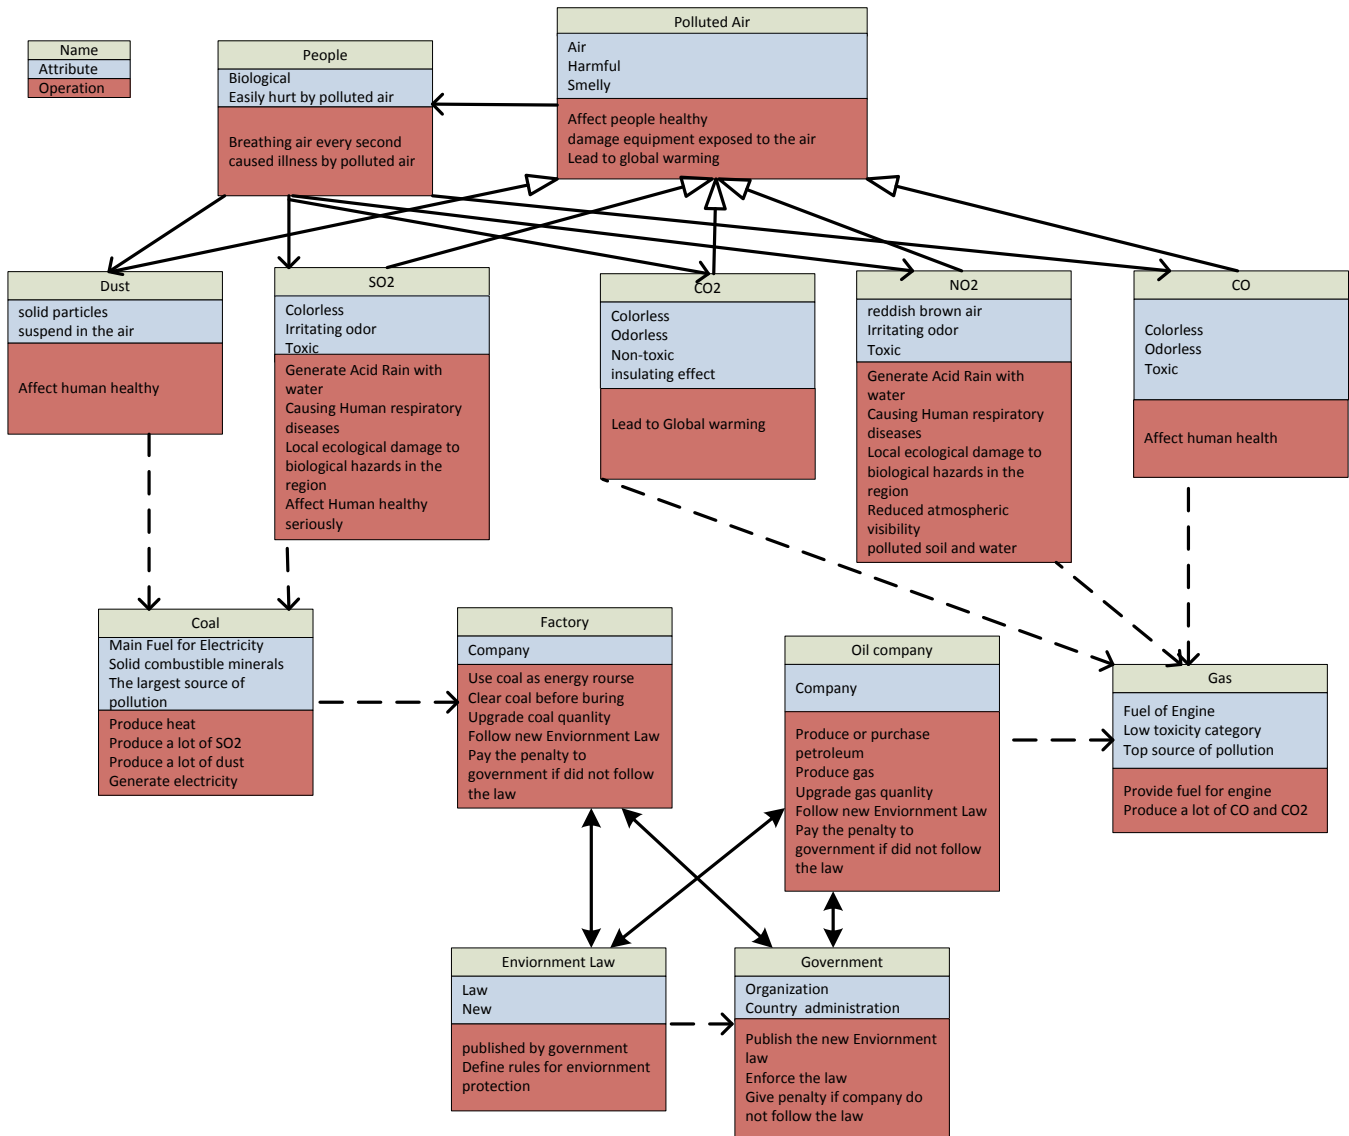 Name
Attribute
Operation
People
Biological
Easily hurt by polluted air
Breathing air every second
caused illness by polluted air
Polluted Air
Air
Harmful
Smelly
Affect people healthy
damage equipment exposed to the air
Lead to global warming
Dust
solid particles
suspend in the air
Affect human healthy
SO2
Colorless
Irritating odor
Toxic
Generate Acid Rain with
water
Causing Human respiratory
diseases
Local ecological damage to
biological hazards in the
region
Affect Human healthy
seriously
CO2
Colorless
Odorless
Non-toxic
insulating effect
Lead to Global warming
NO2
reddish brown air
Irritating odor
Toxic
Generate Acid Rain with
water
Causing Human respiratory
diseases
Local ecological damage to
biological hazards in the
region
Reduced atmospheric
visibility
polluted soil and water
CO
Colorless
Odorless
Toxic
Affect human health
Coal
Main Fuel for Electricity
Solid combustible minerals
The largest source of
pollution
Produce heat
Produce a lot of SO2
Produce a lot of dust
Generate electricity
Factory
Company
Use coal as energy rourse
Clear coal before buring
Upgrade coal quanlity
Follow new Enviornment Law
Pay the penalty to
government if did not follow
the law
Oil company
Company
Produce or purchase
petroleum
Produce gas
Upgrade gas quanlity
Follow new Enviornment Law
Pay the penalty to
government if did not follow
the law
Gas
Fuel of Engine
Low toxicity category
Top source of pollution
Provide fuel for engine
Produce a lot of CO and CO2
Enviornment Law
Law
New
published by government
Define rules for enviornment
protection
Government
Organization
Country administration
Publish the new Enviornment
law
Enforce the law
Give penalty if company do
not follow the law